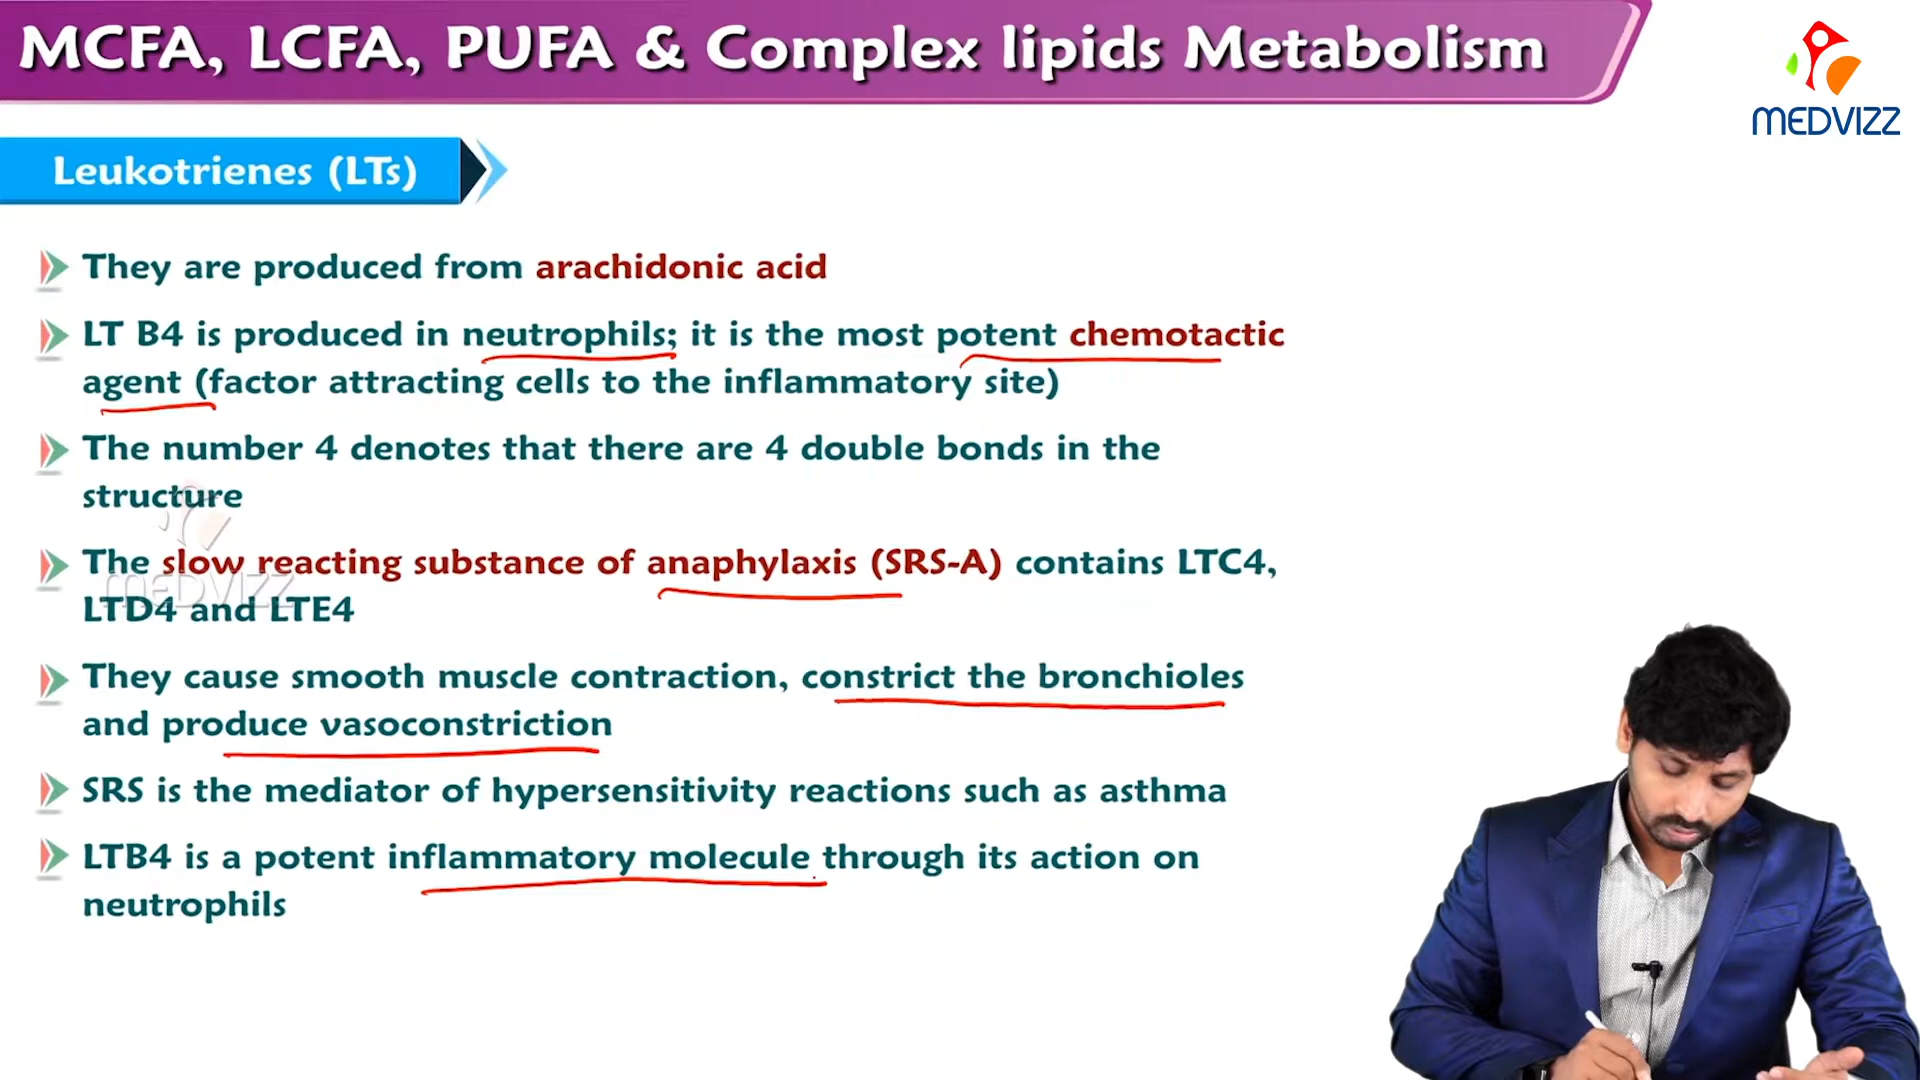 MCFA, LCFA, PUFA & Complex lipids Metabolism
MEDVIZZ
Leukotrienes (LTs)
They are produced from arachidonic acid
LT B4 is produced in neutrophils; it is the most potent chemotactic
agent (factor attracting cells to the inflammatory site)
The number 4 denotes that there are 4 double bonds in the
structure
The slow reacting substance of anaphylaxis (SRS-A) contains LTC4,
MEDVIZZ
LTD4 and LTE4
They cause smooth muscle contraction, constrict the bronchioles
and produce vasoconstriction
SRS is the mediator of hypersensitivity reactions such as asthma
LTB4 is a potent inflammatory molecule through its action on
neutrophils